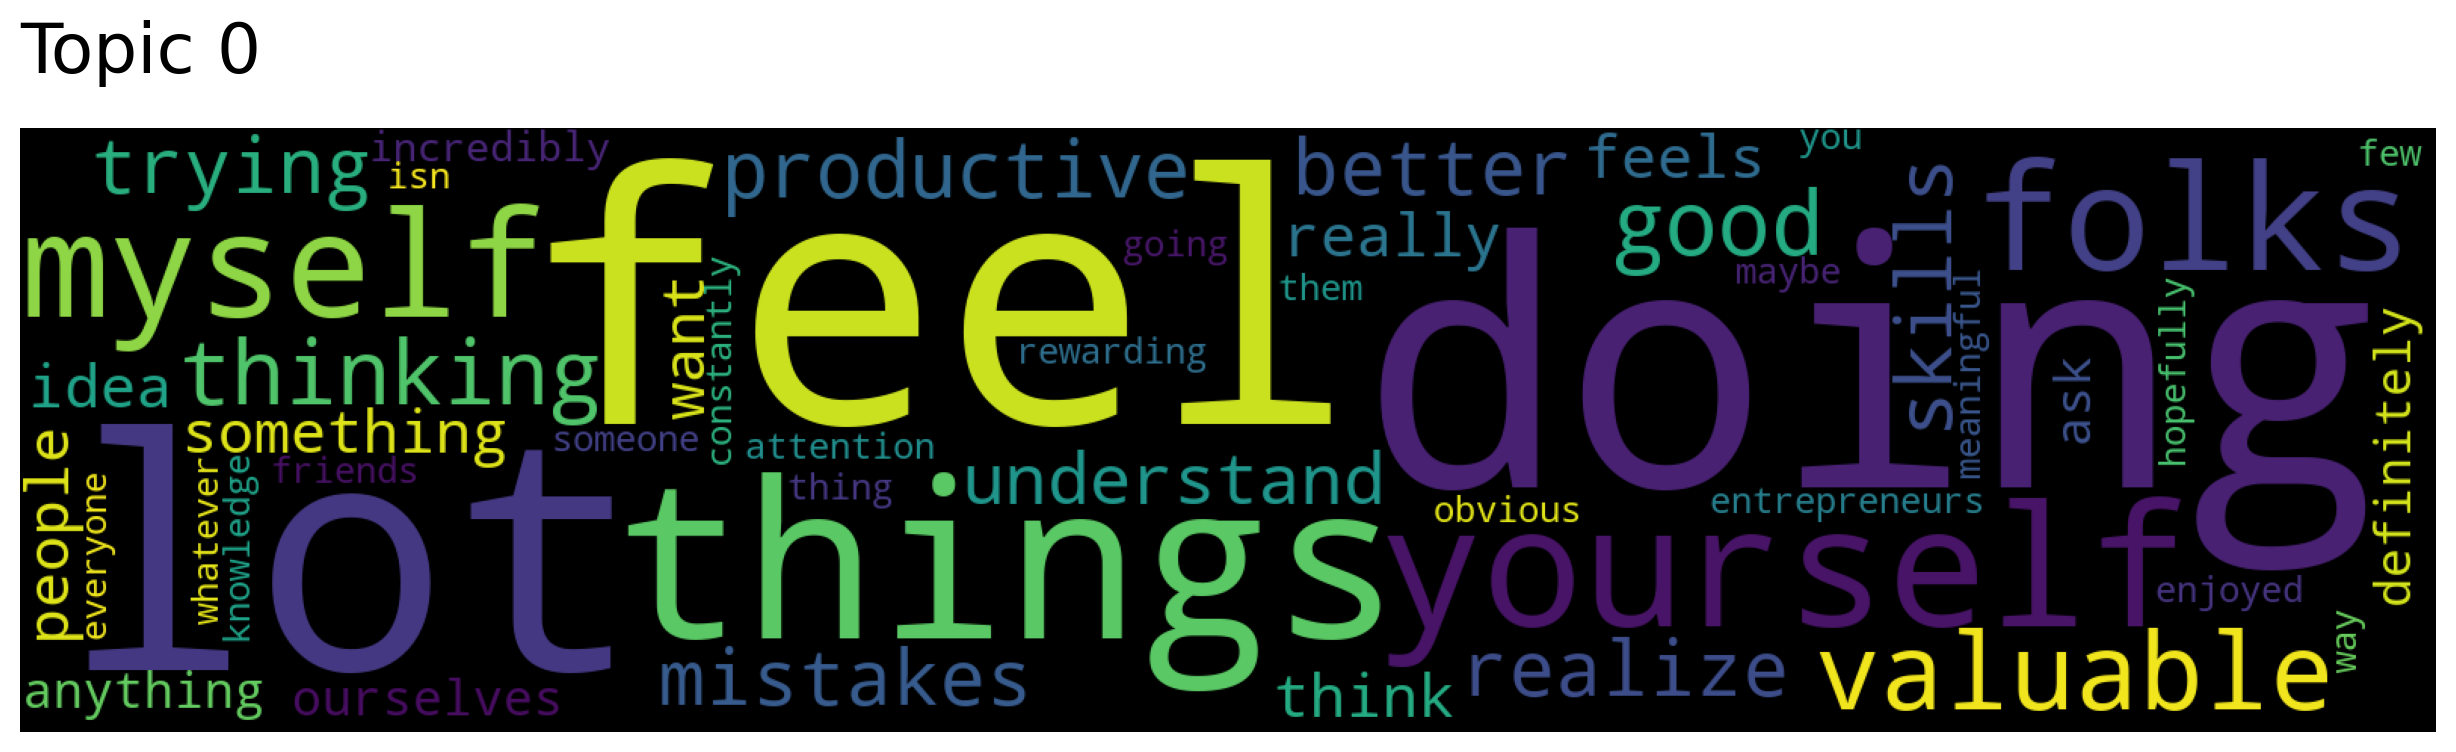 Topic 0
trying
incredibly
isn
productive
better
feels
you
few
myself
feel
going
really
good
maybe
skills
folks
them
want
constantly
rewarding
doing
meaningful
ask
hopefully
definitely
idea
thinking
something
someone
attention
thing
understand
obvious
entrepreneurs
people
everyone
lot
whatever
knowledge
friends
things
yourself
enjoyed
way
anything
ourselves
mistakes
think
realize
valuable